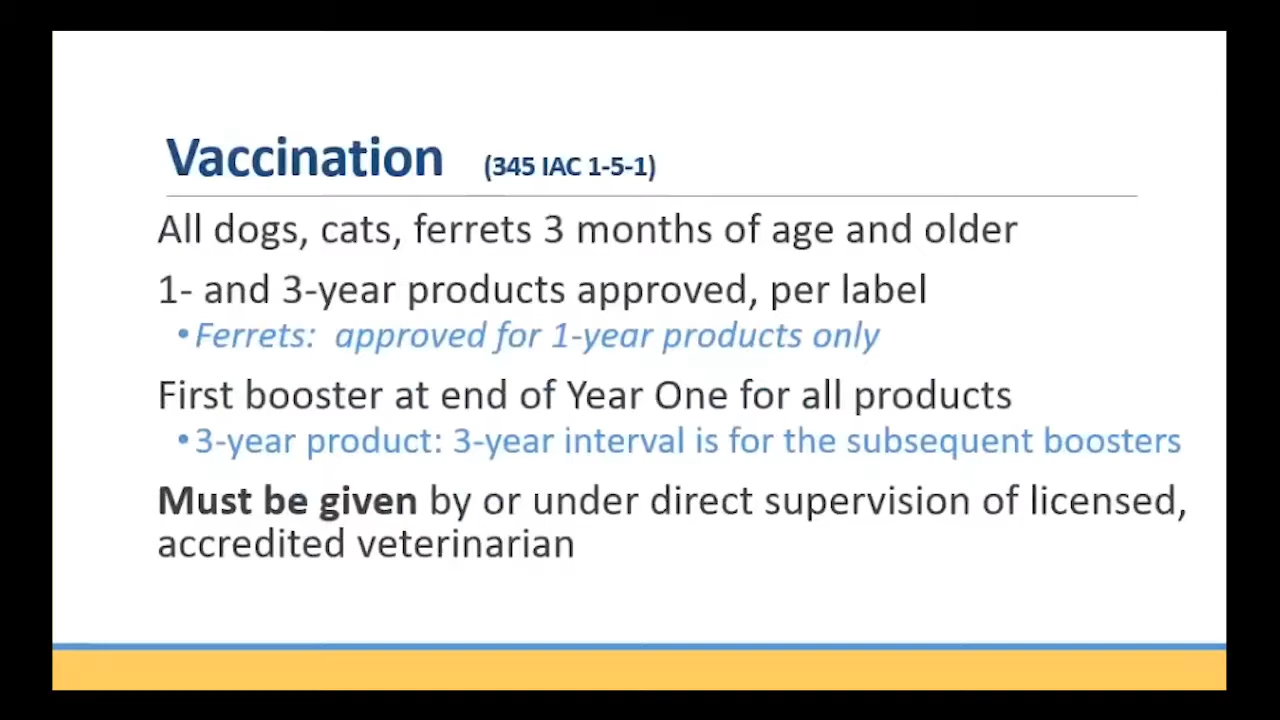 Vaccination (345 IAC 1-5-1)
All dogs, cats, ferrets 3 months of age and older
1- and 3-year products approved, per label
•Ferrets: approved for 1-year products only
First booster at end of Year One for all products
•3-year product: 3-year interval is for the subsequent boosters
Must be given by or under direct supervision of licensed,
accredited veterinarian